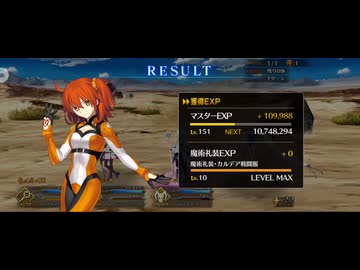 RESULT
獲得EXP
マスターEXP + 109,988
Lv.151 NEXT 10,748,294
魔術礼装EXP + 0
魔術礼装・カルデア戦闘服
Lv.10 LEVEL MAX